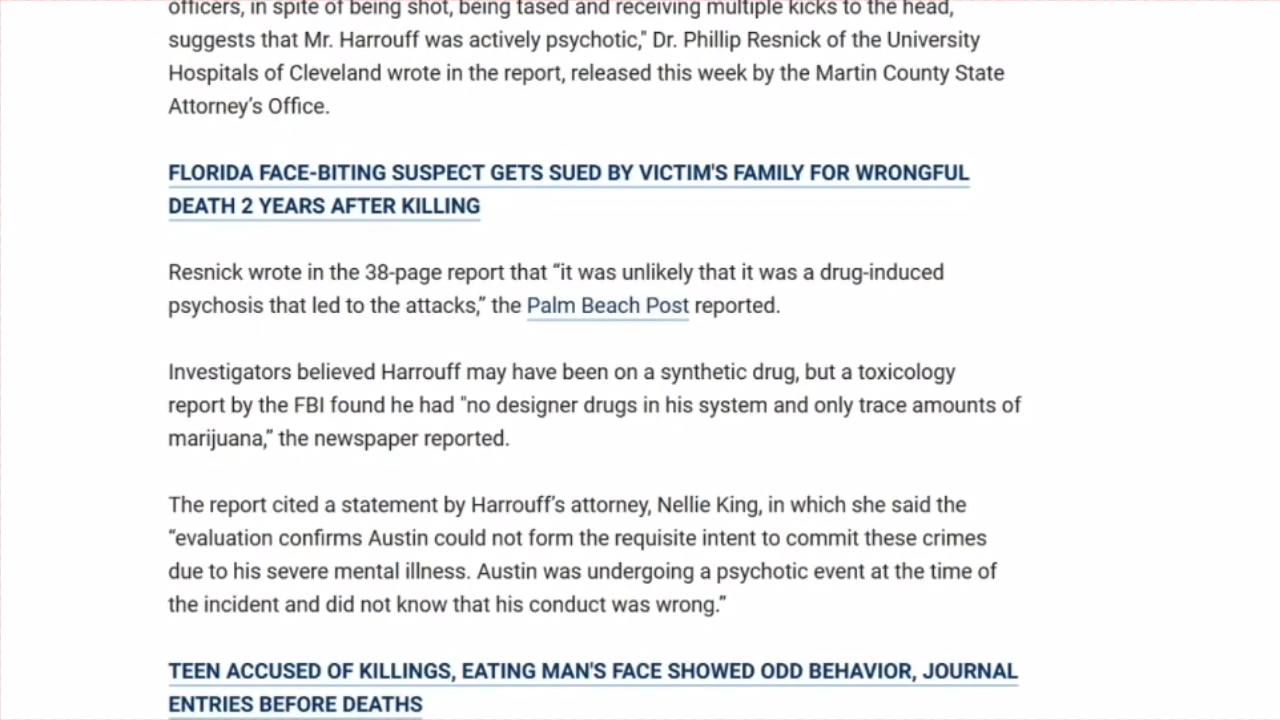 officers, in spite of being shot, being tased and receiving multiple kicks to the head,
suggests that Mr. Harrouff was actively psychotic," Dr. Phillip Resnick of the University
Hospitals of Cleveland wrote in the report, released this week by the Martin County State
Attorney’s Office.
FLORIDA FACE-BITING SUSPECT GETS SUED BY VICTIM'S FAMILY FOR WRONGFUL
DEATH 2 YEARS AFTER KILLING
Resnick wrote in the 38-page report that “it was unlikely that it was a drug-induced
psychosis that led to the attacks,” the Palm Beach Post reported.
Investigators believed Harrouff may have been on a synthetic drug, but a toxicology
report by the FBI found he had "no designer drugs in his system and only trace amounts of
marijuana,” the newspaper reported.
The report cited a statement by Harrouff’s attorney, Nellie King, in which she said the
“evaluation confirms Austin could not form the requisite intent to commit these crimes
due to his severe mental illness. Austin was undergoing a psychotic event at the time of
the incident and did not know that his conduct was wrong.”
TEEN ACCUSED OF KILLINGS, EATING MAN'S FACE SHOWED ODD BEHAVIOR, JOURNAL
ENTRIES BEFORE DEATHS